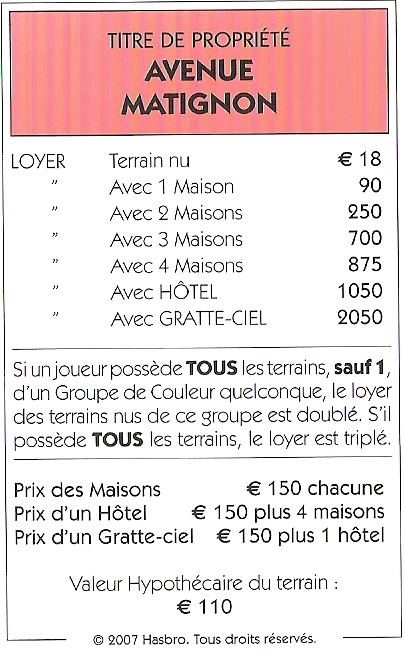 TITRE DE PROPRIÉTÉ
AVENUE
MATIGNON
LOYER Terrain nu € 18
" Avec 1 Maison 90
" Avec 2 Maisons 250
" Avec 3 Maisons 700
" Avec 4 Maisons 875
" Avec HÔTEL 1050
" Avec GRATTE-CIEL 2050
Si un joueur possède TOUS les terrains, sauf 1,
d'un Groupe de Couleur quelconque, le loyer
des terrains nus de ce groupe est doublé. S'il
possède TOUS les terrains, le loyer est triplé.
Prix des Maisons € 150 chacune
Prix d'un Hôtel € 150 plus 4 maisons
Prix d'un Gratte-ciel € 150 plus 1 hôtel
Valeur Hypothécaire du terrain :
€ 110
© 2007 Hasbro. Tous droits réservés.